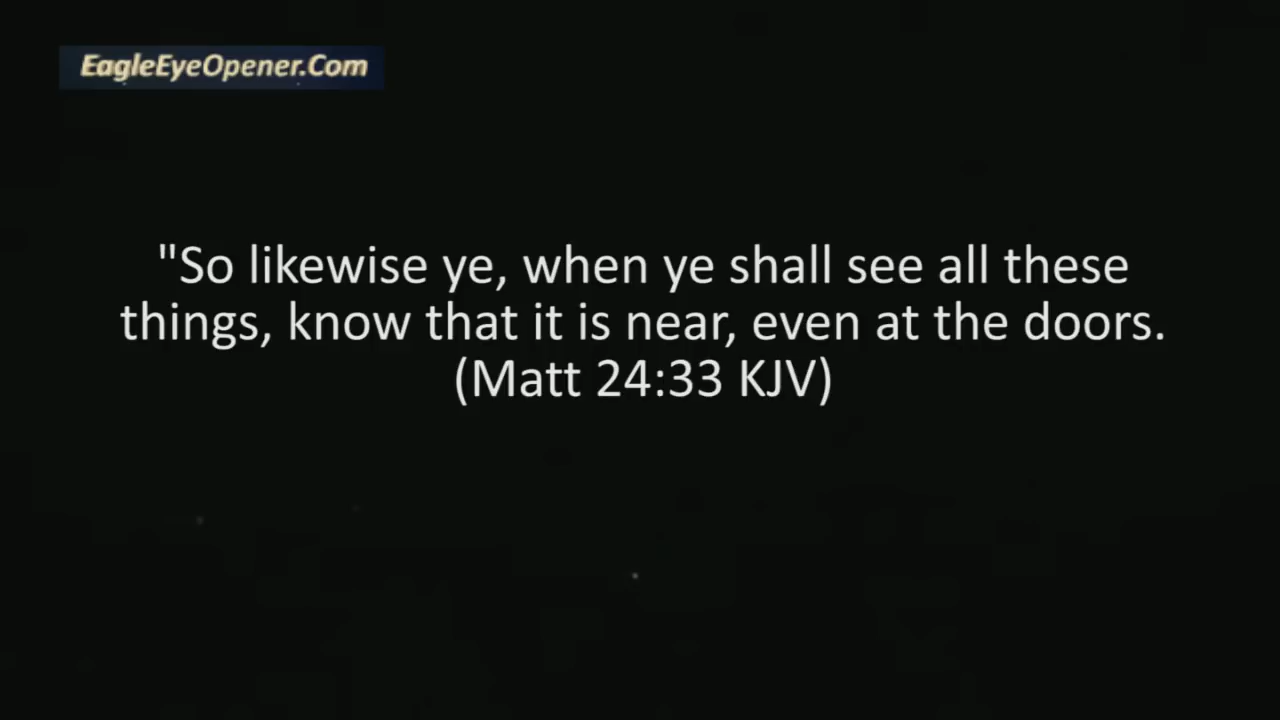 EagleEyeOpener.Com
"So likewise ye, when ye shall see all these
things, know that it is near, even at the doors.
(Matt 24:33 KJV)